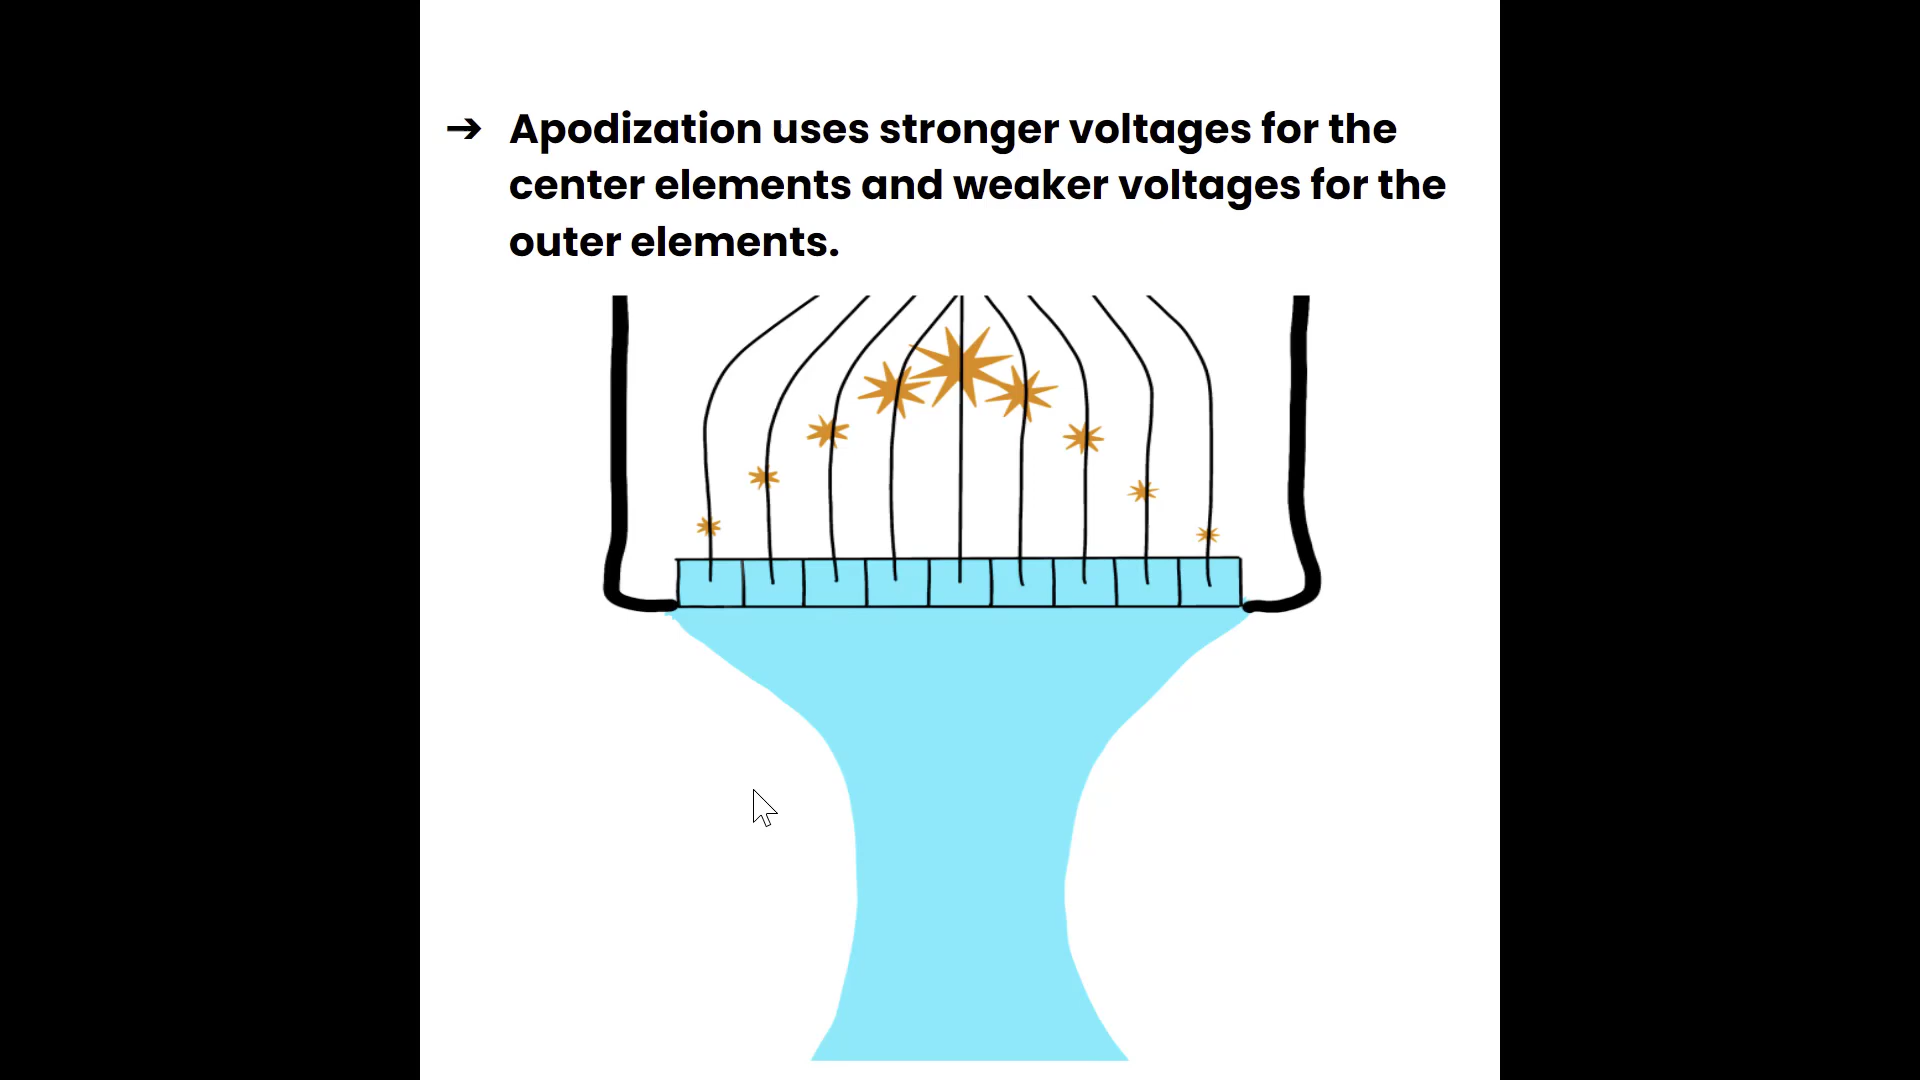 ➔ Apodization uses stronger voltages for the
center elements and weaker voltages for the
outer elements.